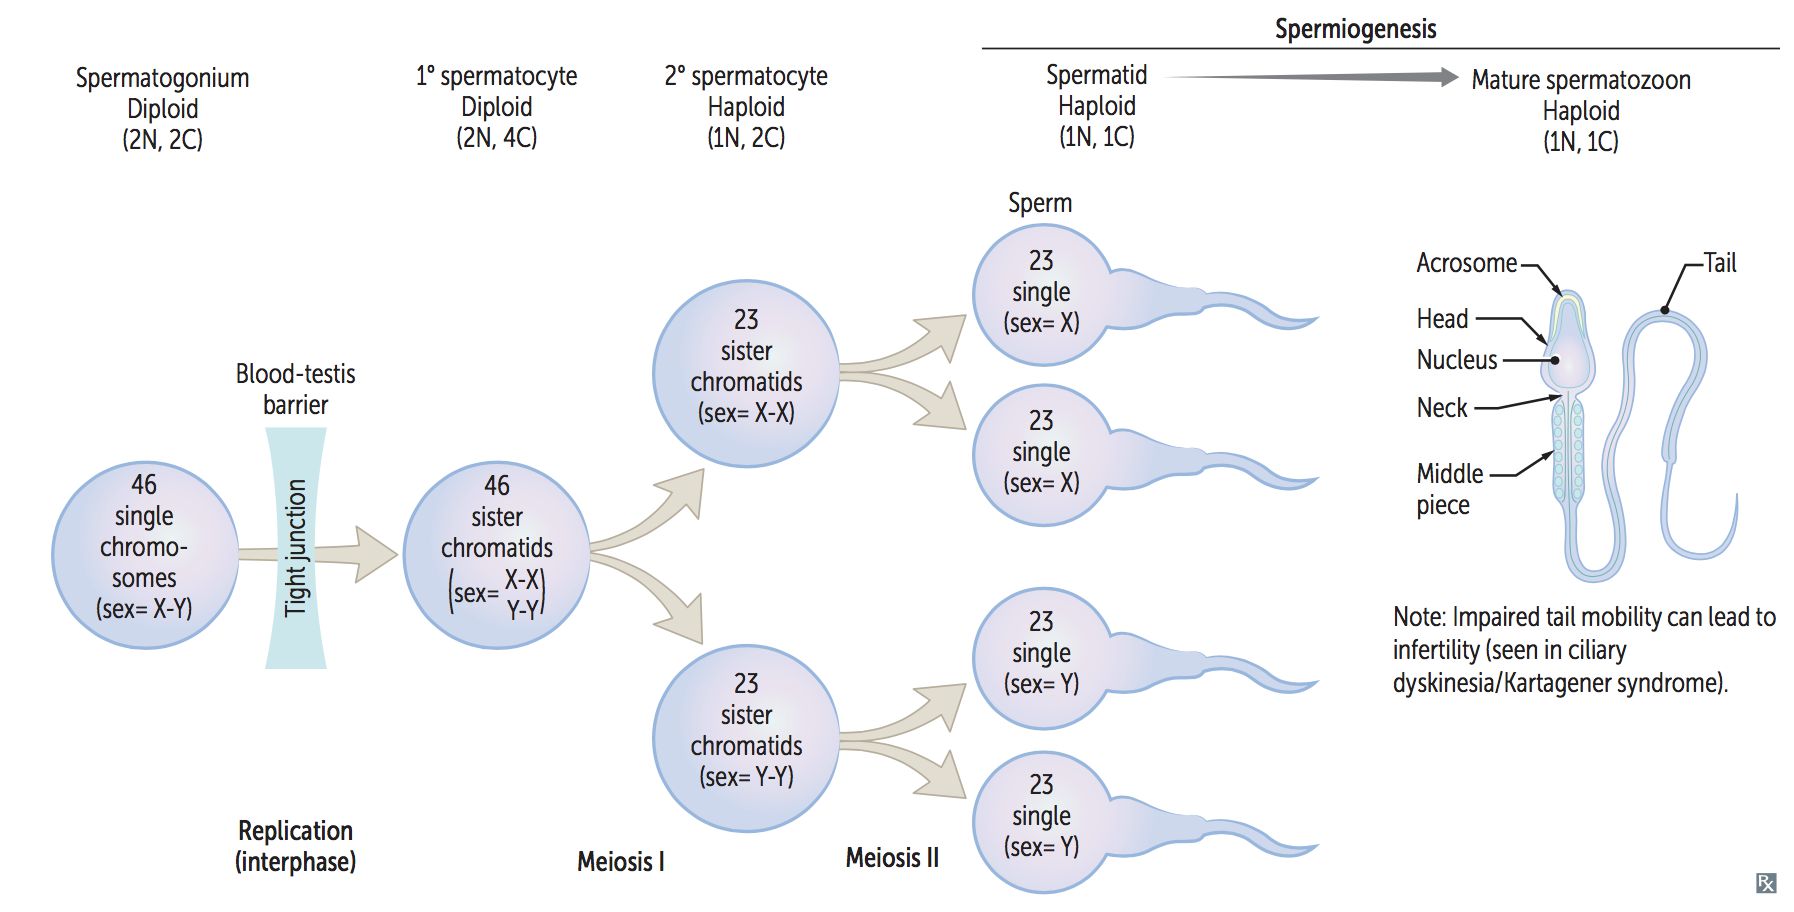 Spermiogenesis
Spermatogonium
Diploid
(2N, 2C)
1° spermatocyte
Diploid
(2N, 4C)
2° spermatocyte
Haploid
(1N, 2C)
Spermatid
Haploid
(1N, 1C)
Mature spermatozoon
Haploid
(1N, 1C)
46
single
chromo-
somes
(sex= X-Y)
Blood-testis
barrier
Tight junction
46
sister
chromatids
(sex= X-X
Y-Y)
23
sister
chromatids
(sex= X-X)
23
sister
chromatids
(sex= Y-Y)
Sperm
23
single
(sex= X)
23
single
(sex= X)
23
single
(sex= Y)
23
single
(sex= Y)
Acrosome
Tail
Head
Nucleus
Neck
Middle
piece
Note: Impaired tail mobility can lead to
infertility (seen in ciliary
dyskinesia/Kartagener syndrome).
Replication
(interphase)
Meiosis I
Meiosis II
Rx